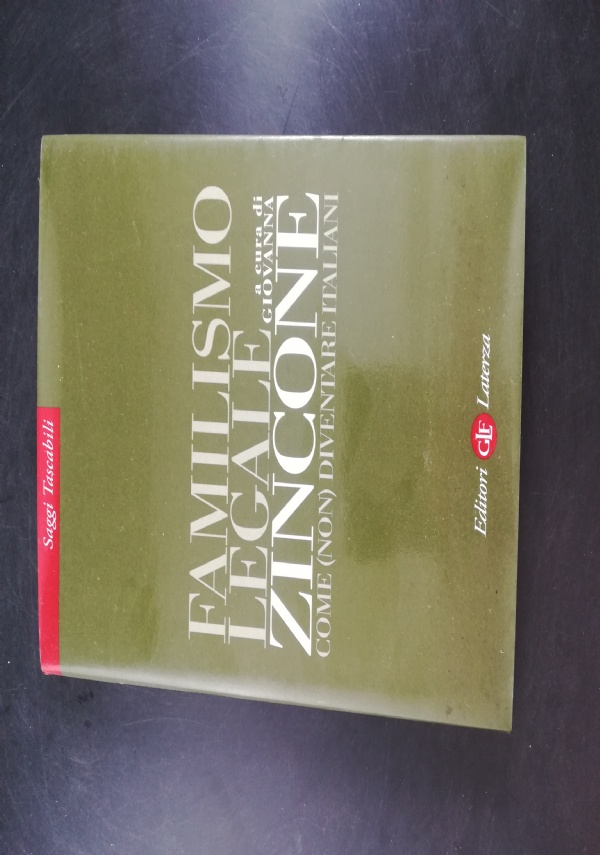 Saggi Tascabili
FAMILISMO
LEGALE
a cura di
GIOVANNA
ZINCONE
COME (NON) DIVENTARE ITALIANI
Editori GLF Laterza